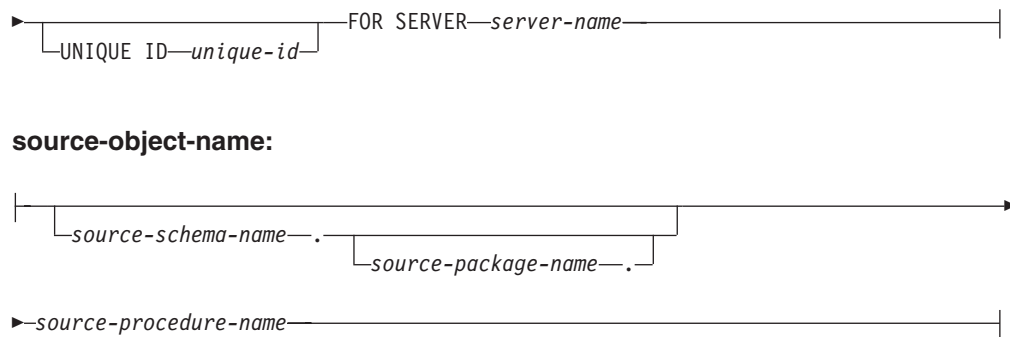 FOR SERVER server-name
UNIQUE ID unique-id
source-object-name:
source-schema-name .
source-package-name .
source-procedure-name